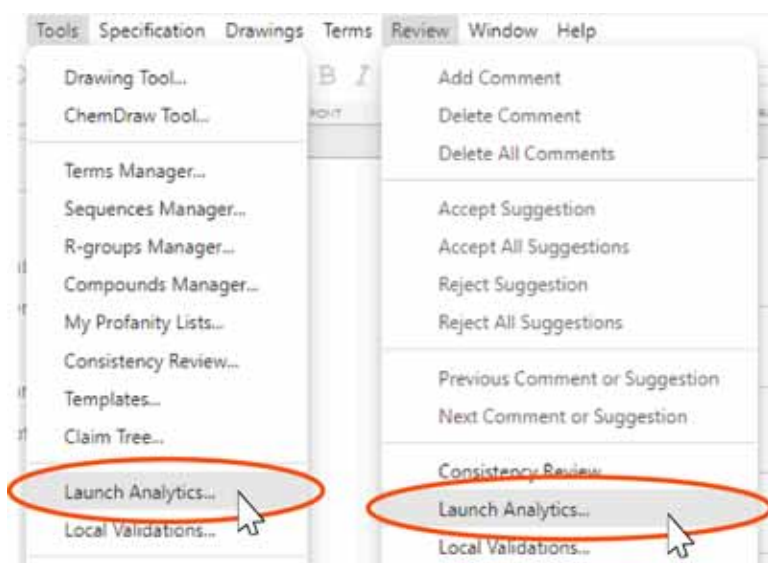 Tools Specification Drawings Terms Review Window Help
Drawing Tool...
ChemDraw Tool...
Terms Manager...
Sequences Manager...
R-groups Manager...
Compounds Manager...
My Profanity Lists...
Consistency Review...
Templates...
Claim Tree...
Launch Analytics...
Local Validations...
B I
Add Comment
Delete Comment
Delete All Comments
Accept Suggestion
Accept All Suggestions
Reject Suggestion
Reject All Suggestions
Previous Comment or Suggestion
Next Comment or Suggestion
Consistency Review
Launch Analytics...
Local Validations...